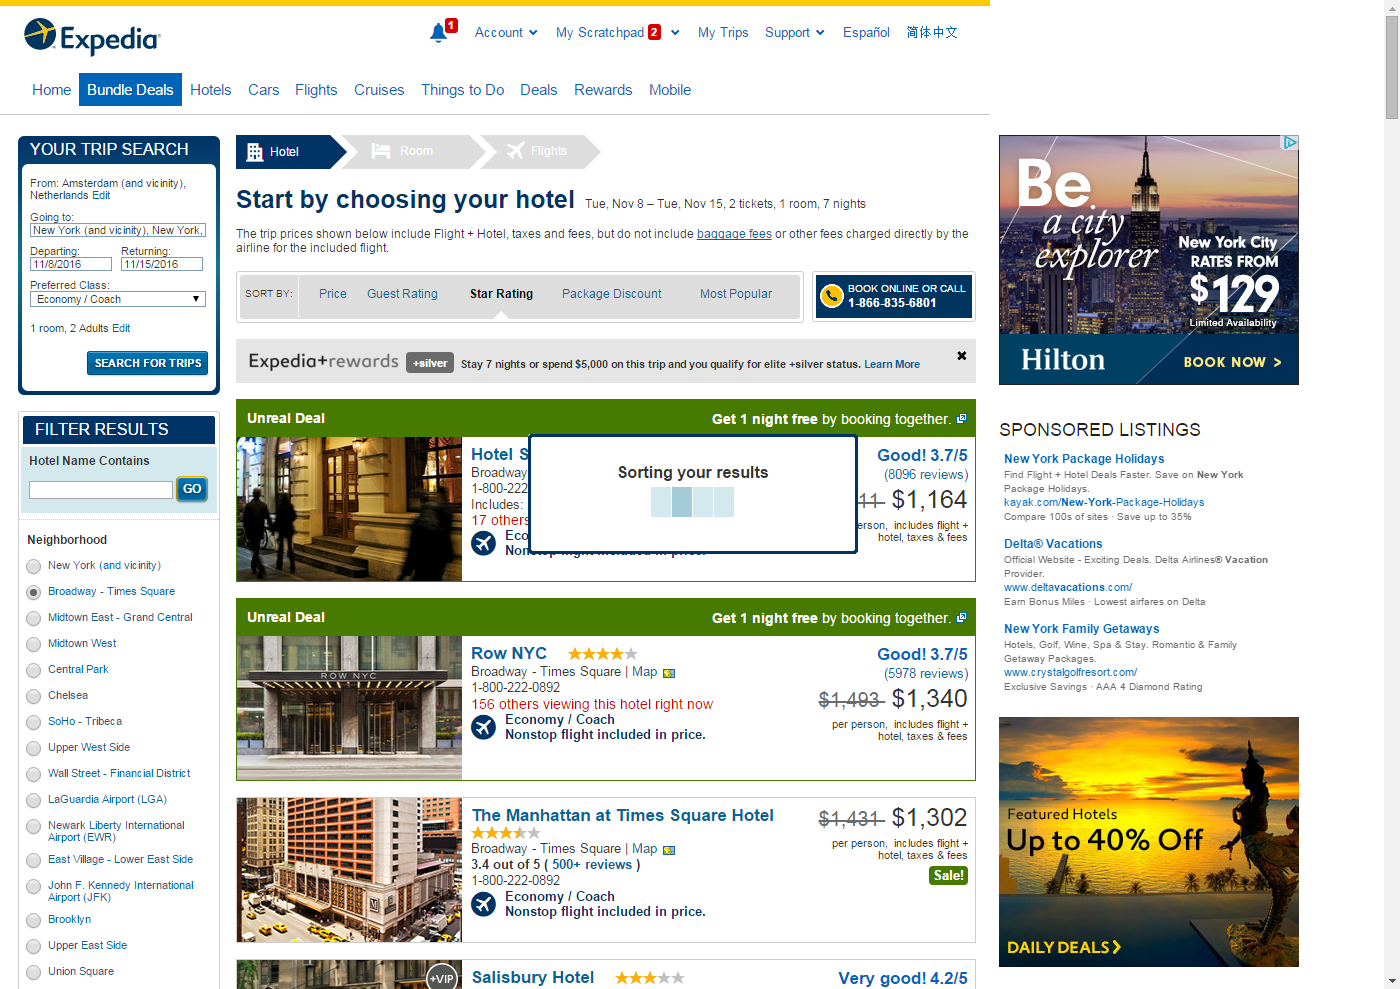 Expedia
1
Account
My Scratchpad 2
My Trips
Support
Español
简体中文
Home
Bundle Deals
Hotels
Cars
Flights
Cruises
Things to Do
Deals
Rewards
Mobile
YOUR TRIP SEARCH
From: Amsterdam (and vicinity),
Netherlands Edit
Going to:
New York (and vicinity), New York,
Departing: Returning:
11/8/2016 11/15/2016
Preferred Class:
Economy / Coach
1 room, 2 Adults Edit
SEARCH FOR TRIPS
FILTER RESULTS
Hotel Name Contains
GO
Neighborhood
New York (and vicinity)
Broadway - Times Square
Midtown East - Grand Central
Midtown West
Central Park
Chelsea
SoHo - Tribeca
Upper West Side
Wall Street - Financial District
LaGuardia Airport (LGA)
Newark Liberty International
Airport (EWR)
East Village - Lower East Side
John F. Kennedy International
Airport (JFK)
Brooklyn
Upper East Side
Union Square
Hotel
Room
Flights
Start by choosing your hotel Tue, Nov 8 – Tue, Nov 15, 2 tickets, 1 room, 7 nights
The trip prices shown below include Flight + Hotel, taxes and fees, but do not include baggage fees or other fees charged directly by the
airline for the included flight.
SORT BY: Price Guest Rating Star Rating Package Discount Most Popular
BOOK ONLINE OR CALL
1-866-835-6801
Expedia+rewards +silver Stay 7 nights or spend $5,000 on this trip and you qualify for elite +silver status. Learn More
Unreal Deal Get 1 night free by booking together.
Hotel S
Broadway
1-800-222
Includes:
17 others
Eco
Nonstop flight included in price.
Good! 3.7/5
(8096 reviews)
11 $1,164
erson, includes flight +
hotel, taxes & fees
Sorting your results
Unreal Deal Get 1 night free by booking together.
ROW NYC
Row NYC
Broadway - Times Square | Map
1-800-222-0892
156 others viewing this hotel right now
Economy / Coach
Nonstop flight included in price.
Good! 3.7/5
(5978 reviews)
$1,493 $1,340
per person, includes flight +
hotel, taxes & fees
The Manhattan at Times Square Hotel
Broadway - Times Square | Map
3.4 out of 5 ( 500+ reviews )
1-800-222-0892
Economy / Coach
Nonstop flight included in price.
$1,431 $1,302
per person, includes flight +
hotel, taxes & fees
Sale!
+VIP
Salisbury Hotel
Very good! 4.2/5
Be
a city
explorer
New York City
RATES FROM
$129
Limited Availability
Hilton
BOOK NOW >
SPONSORED LISTINGS
New York Package Holidays
Find Flight + Hotel Deals Faster. Save on New York
Package Holidays.
kayak.com/New-York-Package-Holidays
Compare 100s of sites · Save up to 35%
Delta® Vacations
Official Website - Exciting Deals. Delta Airlines® Vacation
Provider.
www.deltavacations.com/
Earn Bonus Miles · Lowest airfares on Delta
New York Family Getaways
Hotels, Golf, Wine, Spa & Stay. Romantic & Family
Getaway Packages.
www.crystalgolfresort.com/
Exclusive Savings · AAA 4 Diamond Rating
Featured Hotels
Up to 40% Off
DAILY DEALS